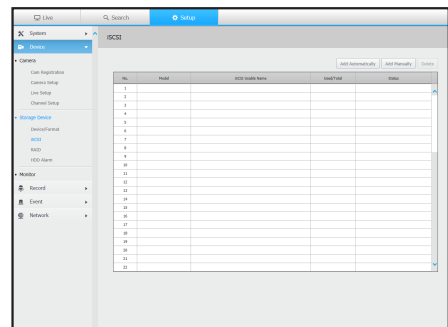 Live
Search
Setup
System
Device
Camera
Cam Registration
Camera Setup
Live Setup
Channel Setup
Storage Device
Device/Format
iSCSI
RAID
HDD Alarm
Monitor
Record
Event
Network
iSCSI
Add Automatically
Add Manually
Delete
No. Model iSCSI Usable Name Used/Total Status
1
2
3
4
5
6
7
8
9
10
11
12
13
14
15
16
17
18
19
20
21
22